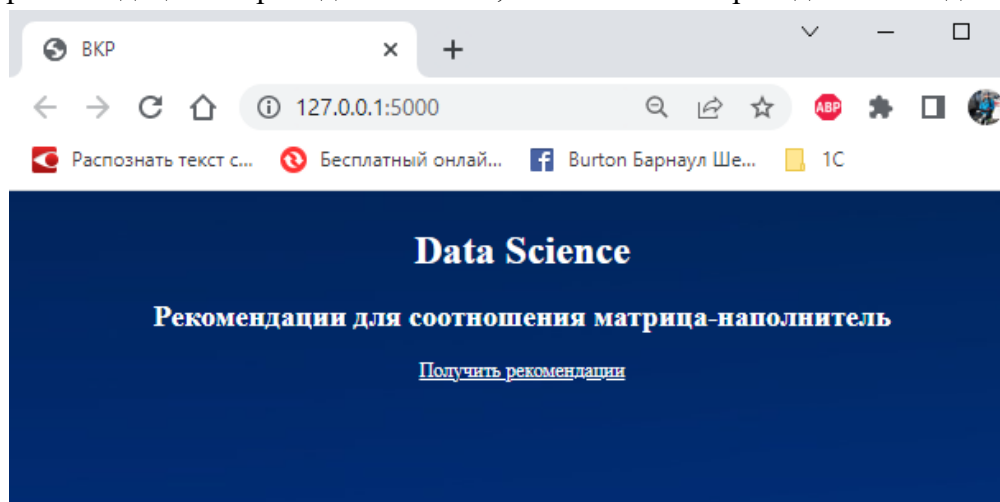 ВКР
127.0.0.1:5000
ABP
Распознать текст с...
Бесплатный онлай...
Burton Барнаул Ше...
1С
Data Science
Рекомендации для соотношения матрица-наполнитель
Получить рекомендации